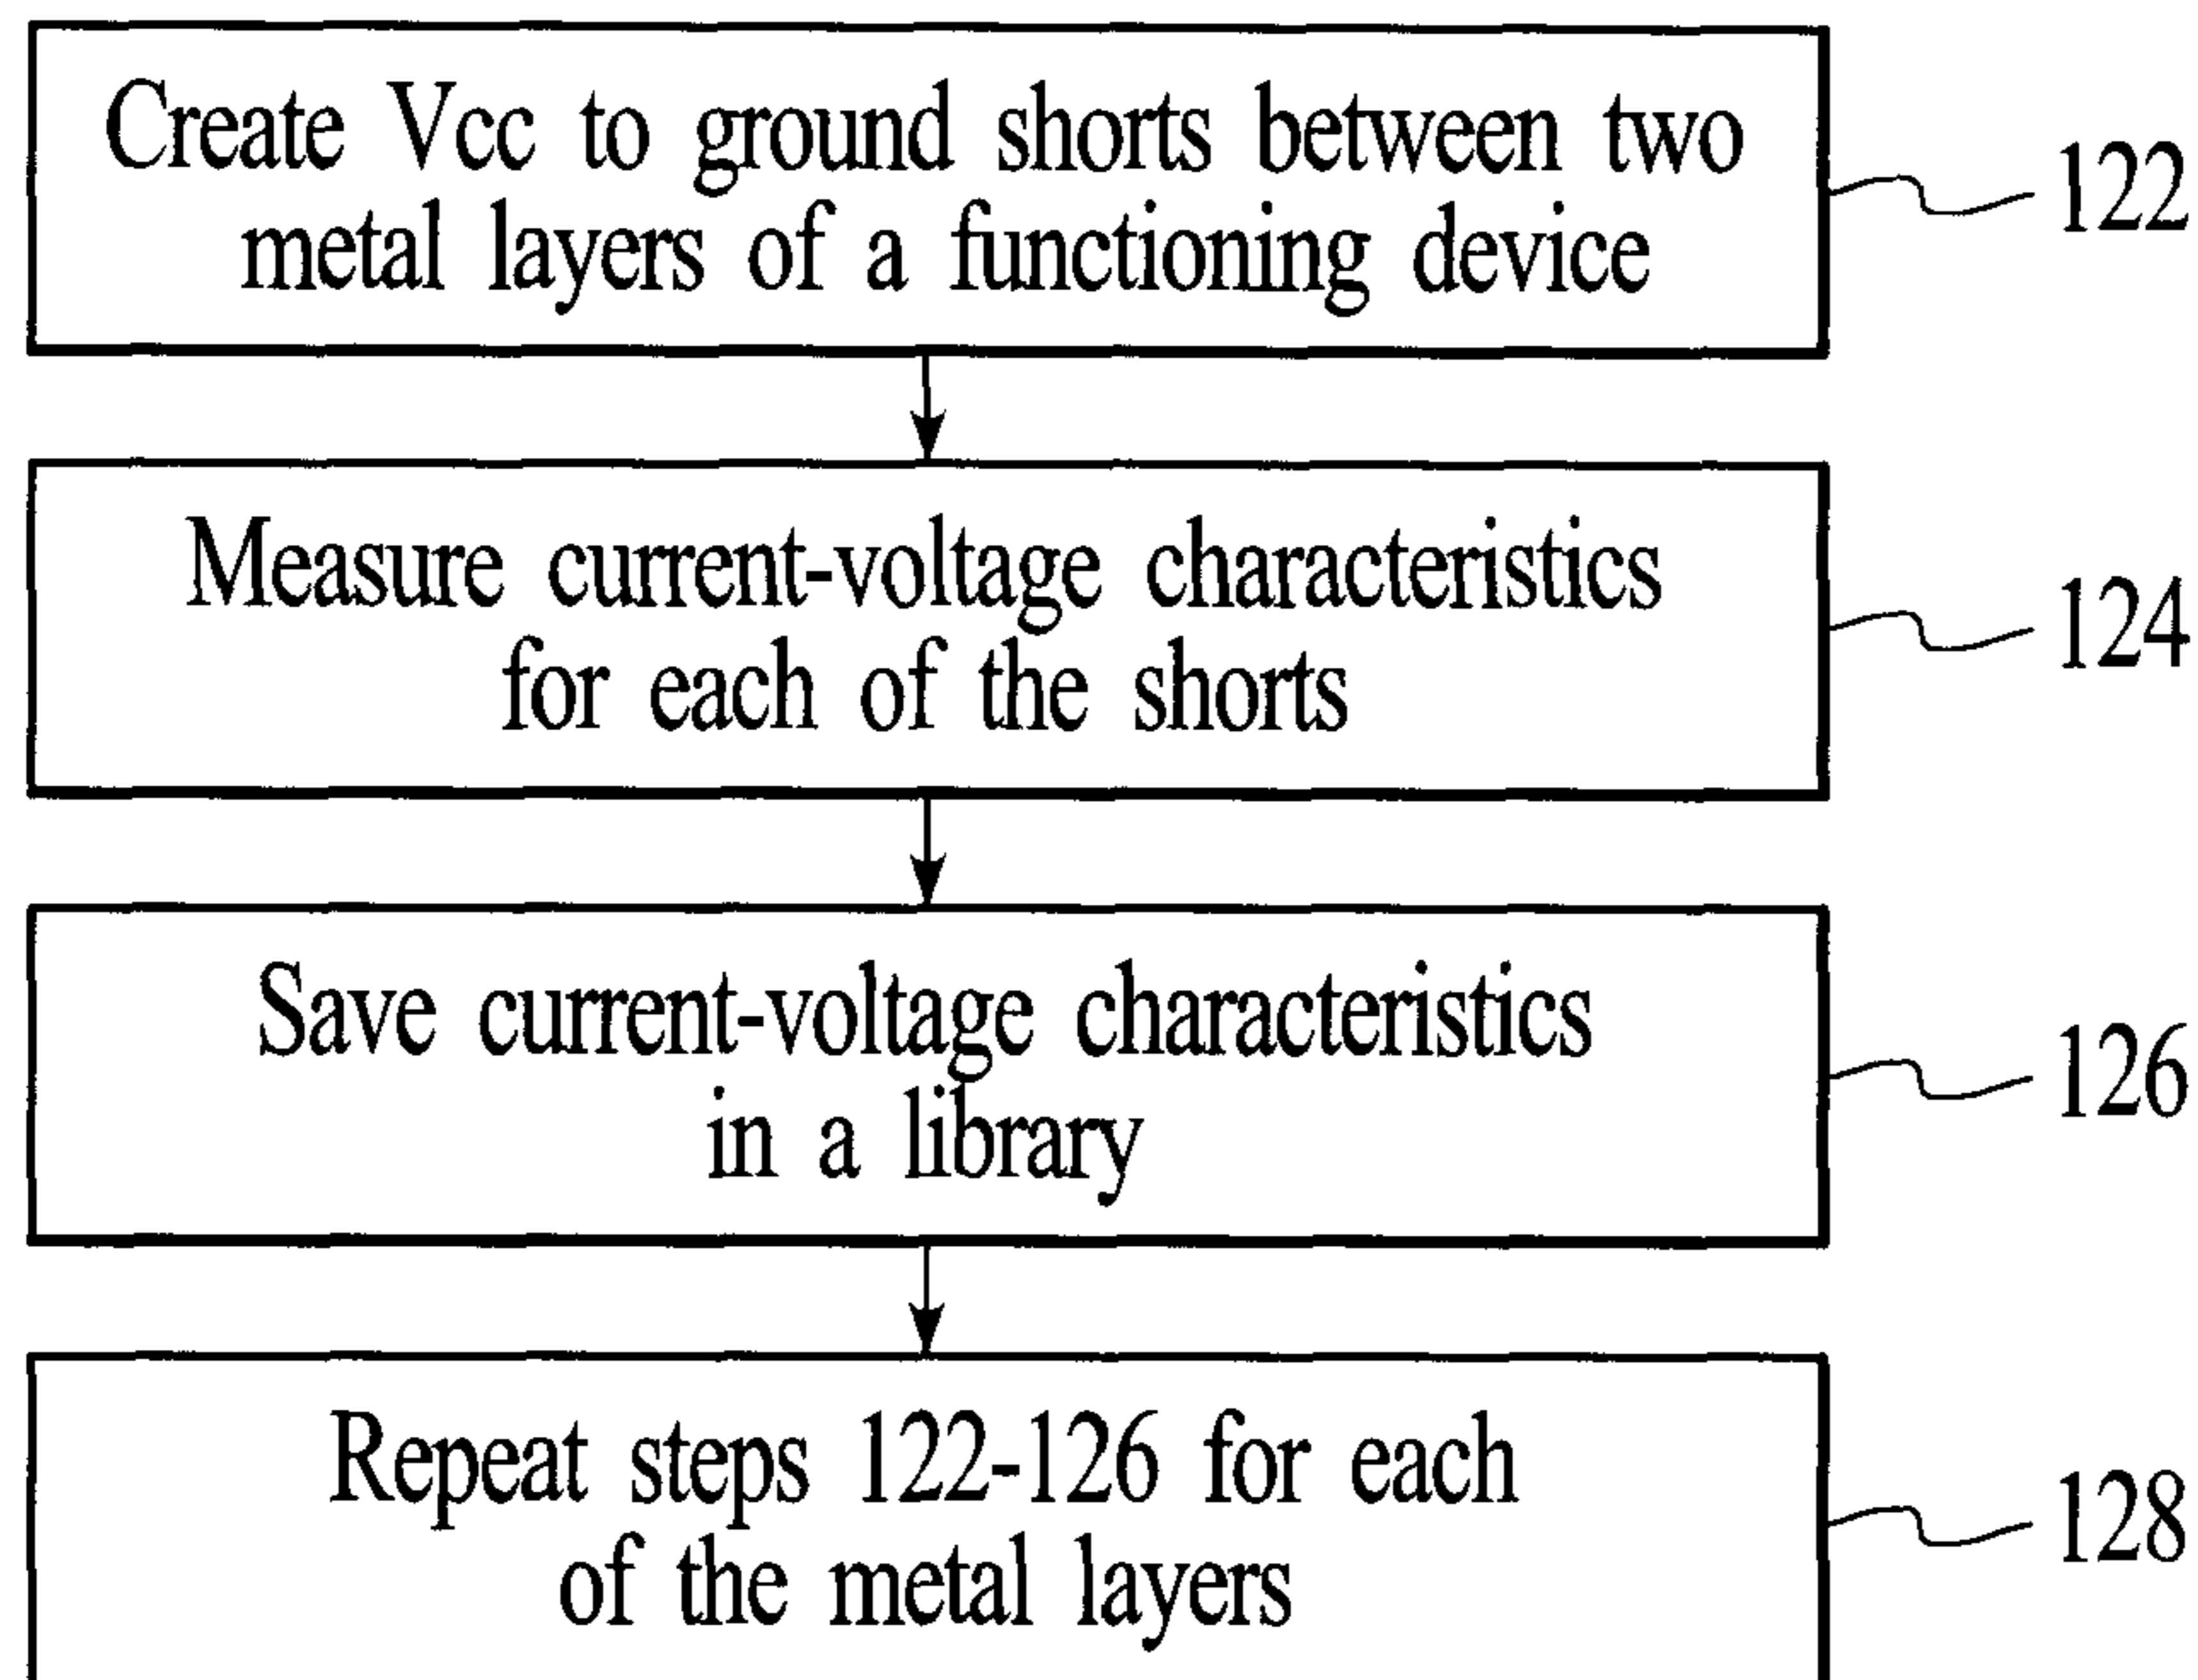 Create Vcc to ground shorts between two
metal layers of a functioning device
122
Measure current-voltage characteristics
for each of the shorts
124
Save current-voltage characteristics
in a library
126
Repeat steps 122-126 for each
of the metal layers
128